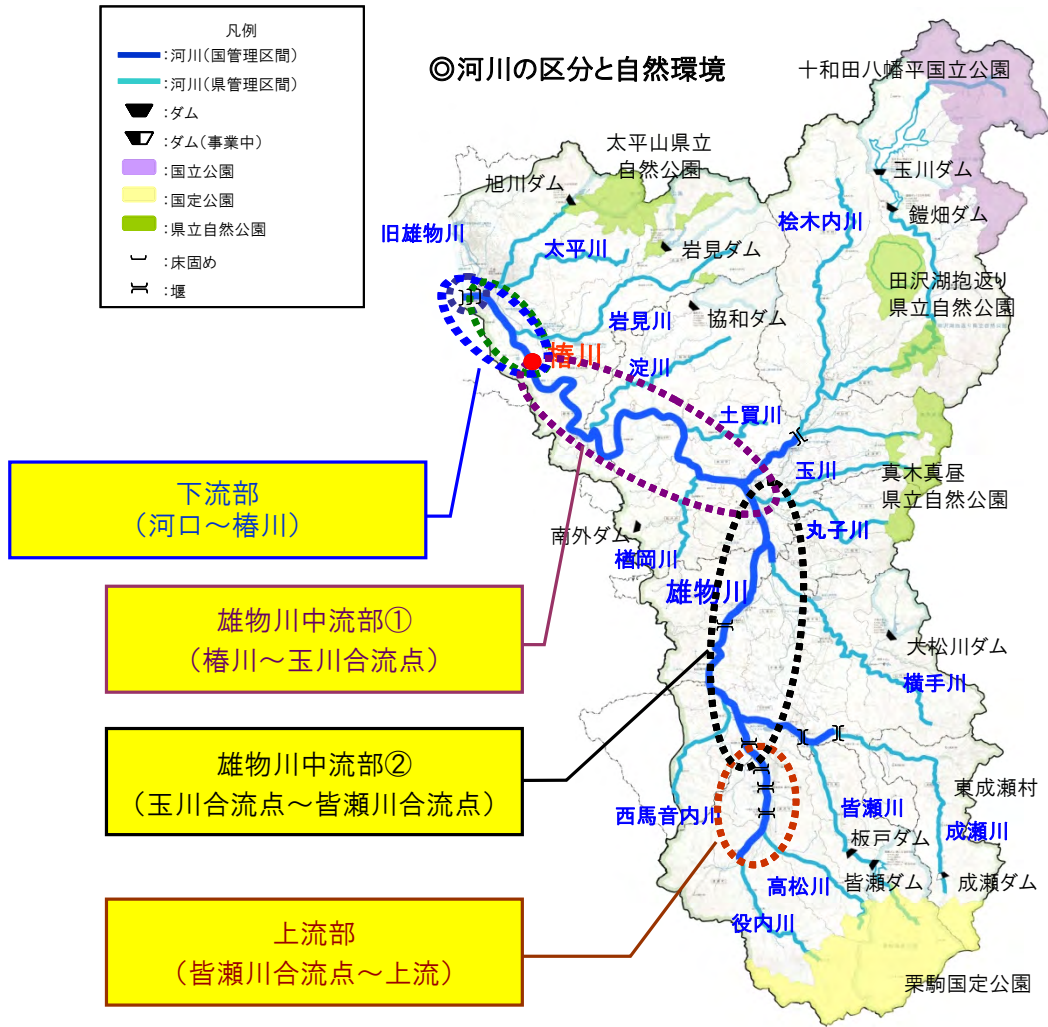 凡例
:河川(国管理区間)
:河川(県管理区間)
:ダム
:ダム(事業中)
:国立公園
:国定公園
:県立自然公園
:床固め
:堰
◎河川の区分と自然環境
十和田八幡平国立公園
太平山県立
自然公園
旭川ダム
玉川ダム
鎧畑ダム
旧雄物川
太平川
桧木内川
岩見ダム
田沢湖抱返り
県立自然公園
岩見川
協和ダム
椿川
淀川
土買川
玉川
真木真昼
県立自然公園
下流部
(河口~椿川)
南外ダム
楢岡川
丸子川
雄物川
雄物川中流部①
(椿川~玉川合流点)
大松川ダム
横手川
雄物川中流部②
(玉川合流点~皆瀬川合流点)
東成瀬村
西馬音内川
皆瀬川
成瀬川
板戸ダム
高松川
皆瀬ダム
成瀬ダム
役内川
上流部
(皆瀬川合流点~上流)
栗駒国定公園